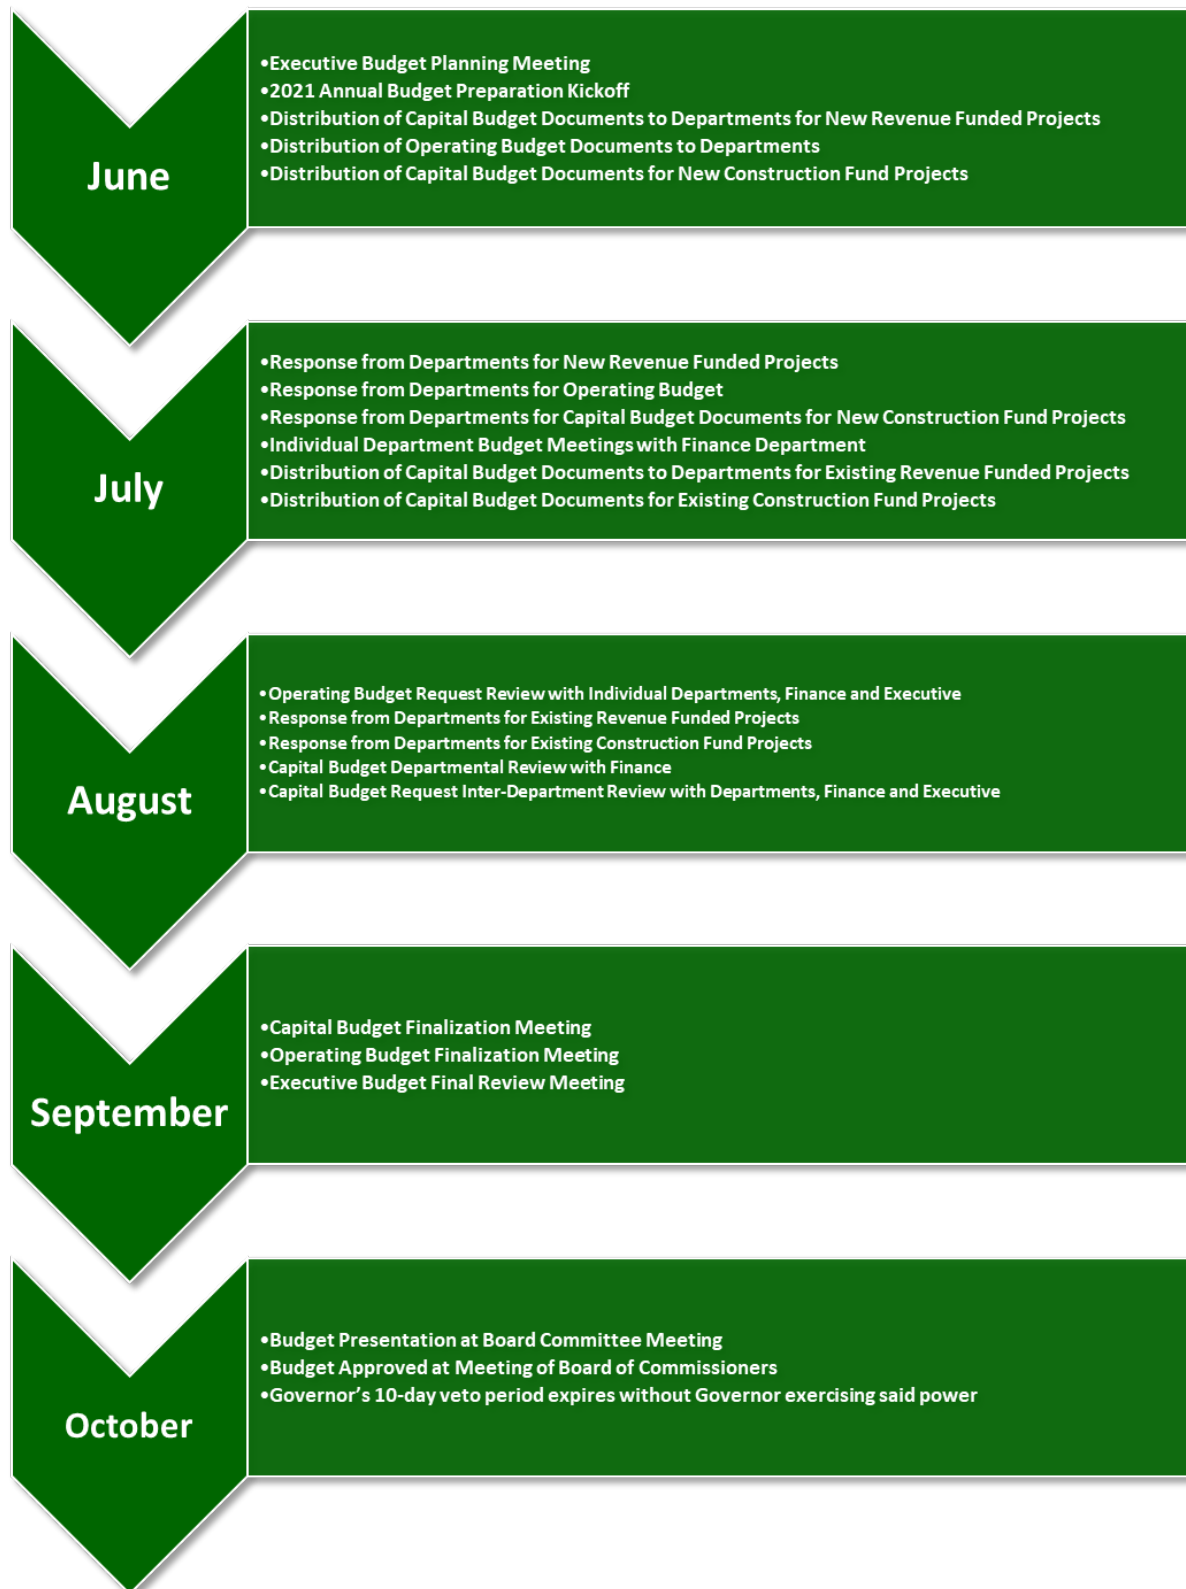 June
•Executive Budget Planning Meeting
•2021 Annual Budget Preparation Kickoff
•Distribution of Capital Budget Documents to Departments for New Revenue Funded Projects
•Distribution of Operating Budget Documents to Departments
•Distribution of Capital Budget Documents for New Construction Fund Projects
July
•Response from Departments for New Revenue Funded Projects
•Response from Departments for Operating Budget
•Response from Departments for Capital Budget Documents for New Construction Fund Projects
•Individual Department Budget Meetings with Finance Department
•Distribution of Capital Budget Documents to Departments for Existing Revenue Funded Projects
•Distribution of Capital Budget Documents for Existing Construction Fund Projects
August
•Operating Budget Request Review with Individual Departments, Finance and Executive
•Response from Departments for Existing Revenue Funded Projects
•Response from Departments for Existing Construction Fund Projects
•Capital Budget Departmental Review with Finance
•Capital Budget Request Inter-Department Review with Departments, Finance and Executive
September
•Capital Budget Finalization Meeting
•Operating Budget Finalization Meeting
•Executive Budget Final Review Meeting
October
•Budget Presentation at Board Committee Meeting
•Budget Approved at Meeting of Board of Commissioners
•Governor’s 10-day veto period expires without Governor exercising said power